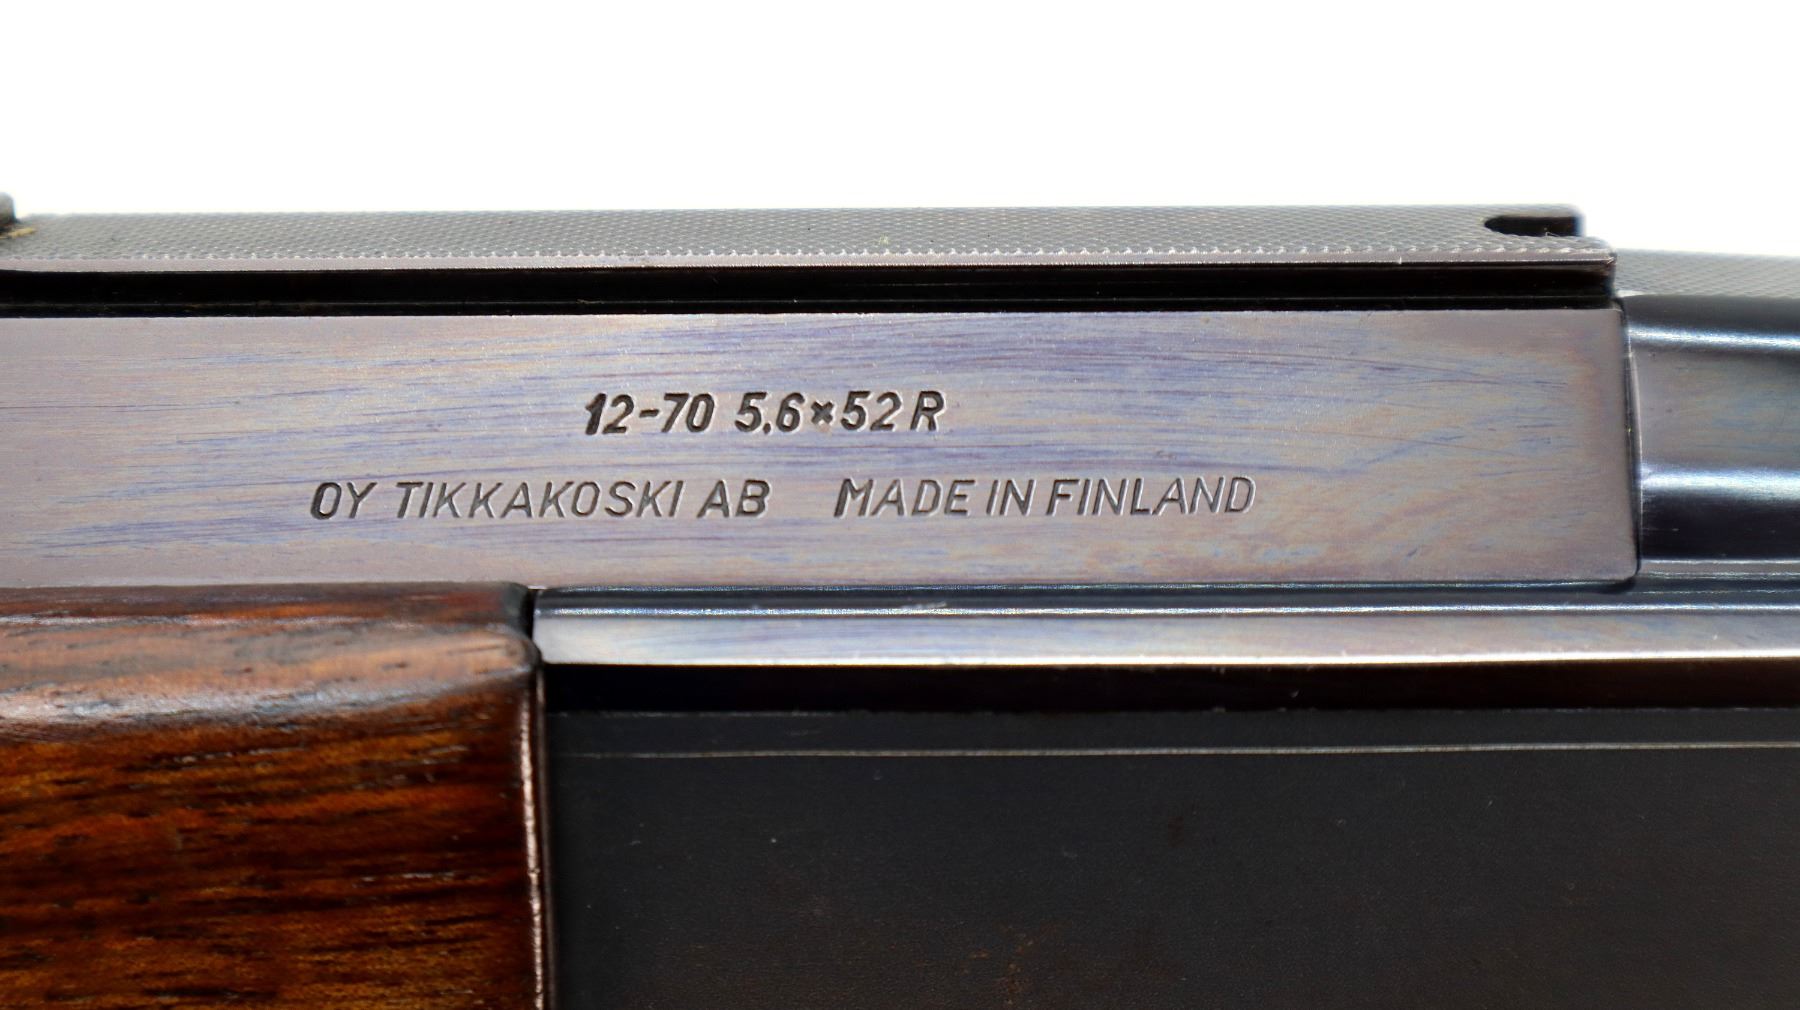 12-70 5,6×52R
OY TIKKAKOSKI AB MADE IN FINLAND